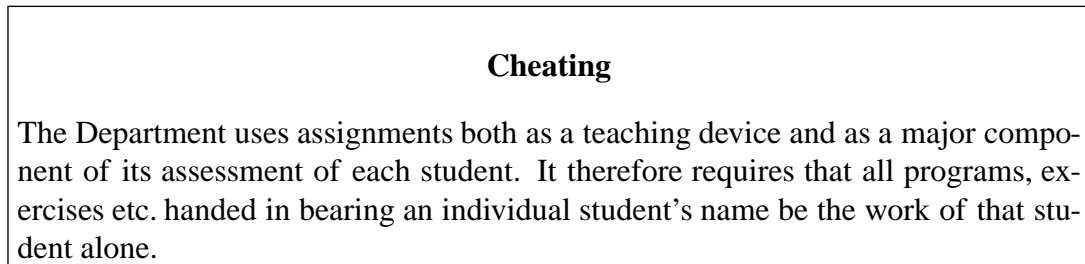 Cheating
The Department uses assignments both as a teaching device and as a major compo-
nent of its assessment of each student. It therefore requires that all programs, ex-
ercises etc. handed in bearing an individual student's name be the work of that stu-
dent alone.